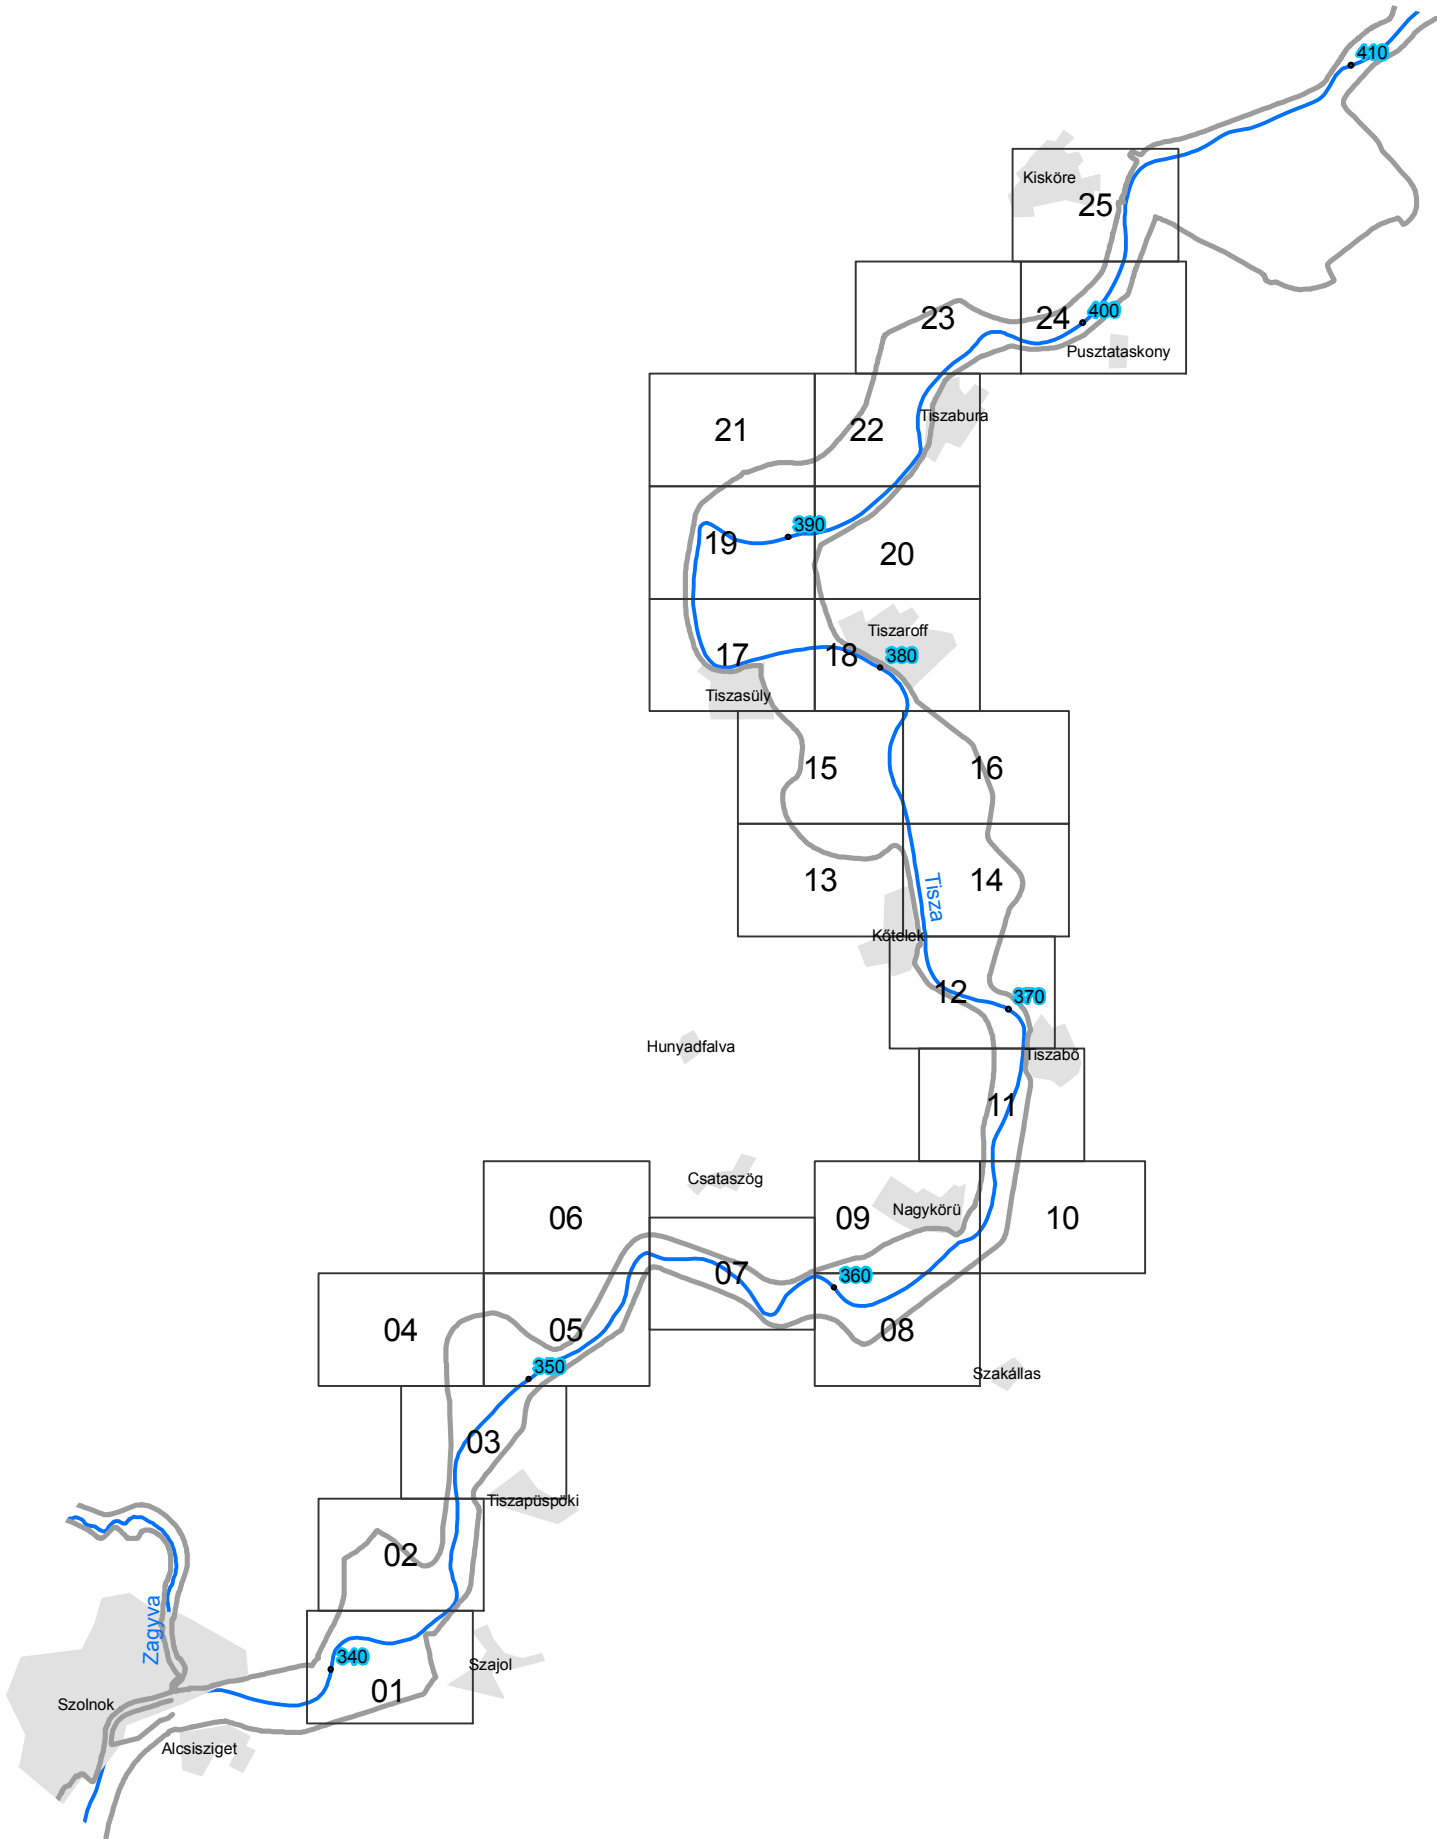 410
Kisköre
25
23
24
400
Pusztataskony
21
22
Tiszabura
19
390
20
Tiszaroff
17
18
380
Tiszasüly
15
16
13
14
Tisza
Kőtelek
12
370
Hunyadfalva
Tiszabő
11
Csataszög
06
09
Nagykörü
10
07
360
04
05
08
350
Szakállas
03
Tiszapüspöki
02
Zagyva
340
Szajol
01
Szolnok
Alcsisziget